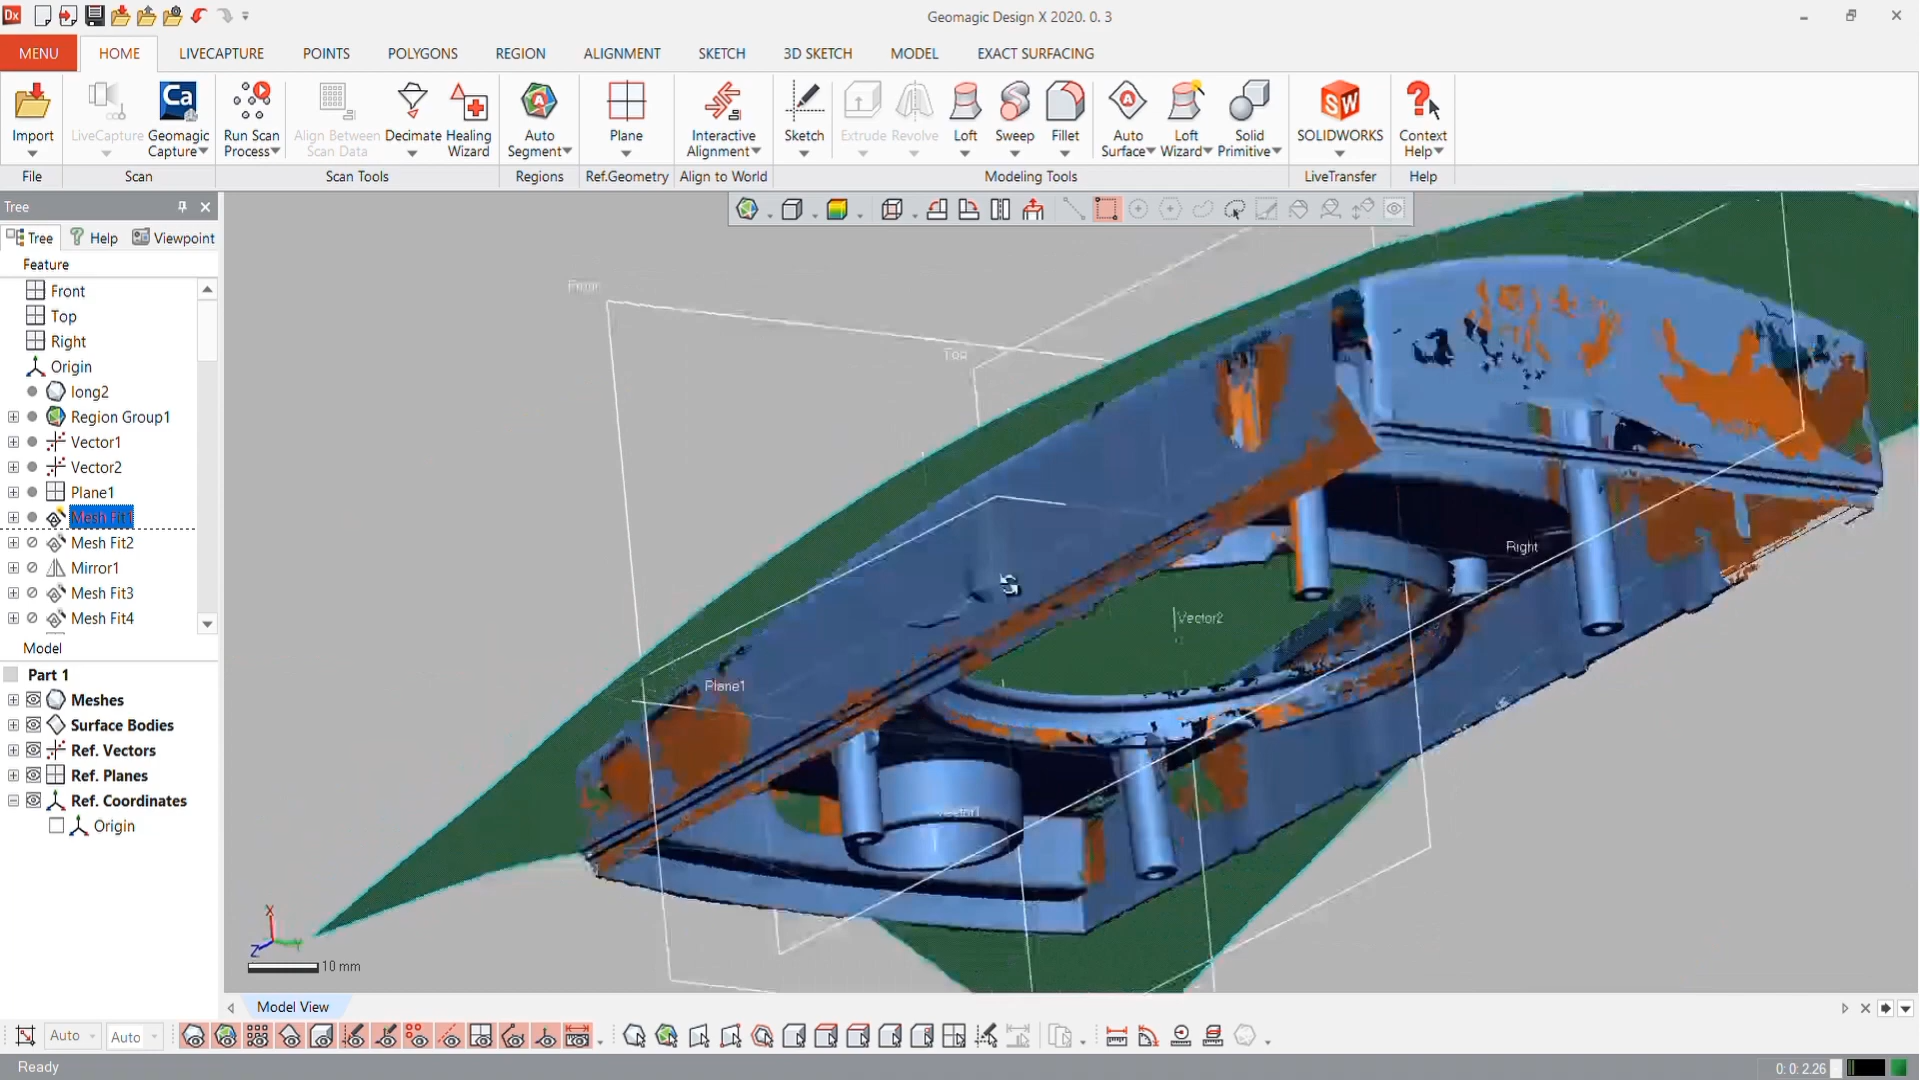 Dx
Geomagic Design X 2020. 0. 3
MENU HOME LIVECAPTURE POINTS POLYGONS REGION ALIGNMENT SKETCH 3D SKETCH MODEL EXACT SURFACING
Import
LiveCapture
Ca
Geomagic Capture
Run Scan Process
Align Between Scan Data
Decimate
Healing Wizard
Auto Segment
Plane
Interactive Alignment
Sketch
Extrude
Revolve
Loft
Sweep
Fillet
Auto Surface
Loft Wizard
Solid Primitive
SW
SOLIDWORKS
Context Help
File Scan Scan Tools Regions Ref.Geometry Align to World Modeling Tools LiveTransfer Help
Tree
Tree Help Viewpoint
Feature
Front
Top
Right
Origin
long2
Region Group1
Vector1
Vector2
Plane1
Mesh Fit1
Mesh Fit2
Mirror1
Mesh Fit3
Mesh Fit4
Model
Part 1
Meshes
Surface Bodies
Ref. Vectors
Ref. Planes
Ref. Coordinates
Origin
Front
Top
Right
Vector2
Plane1
Vector1
X
Y
Z
10 mm
Model View
Auto Auto
Ready
0: 0: 2.26